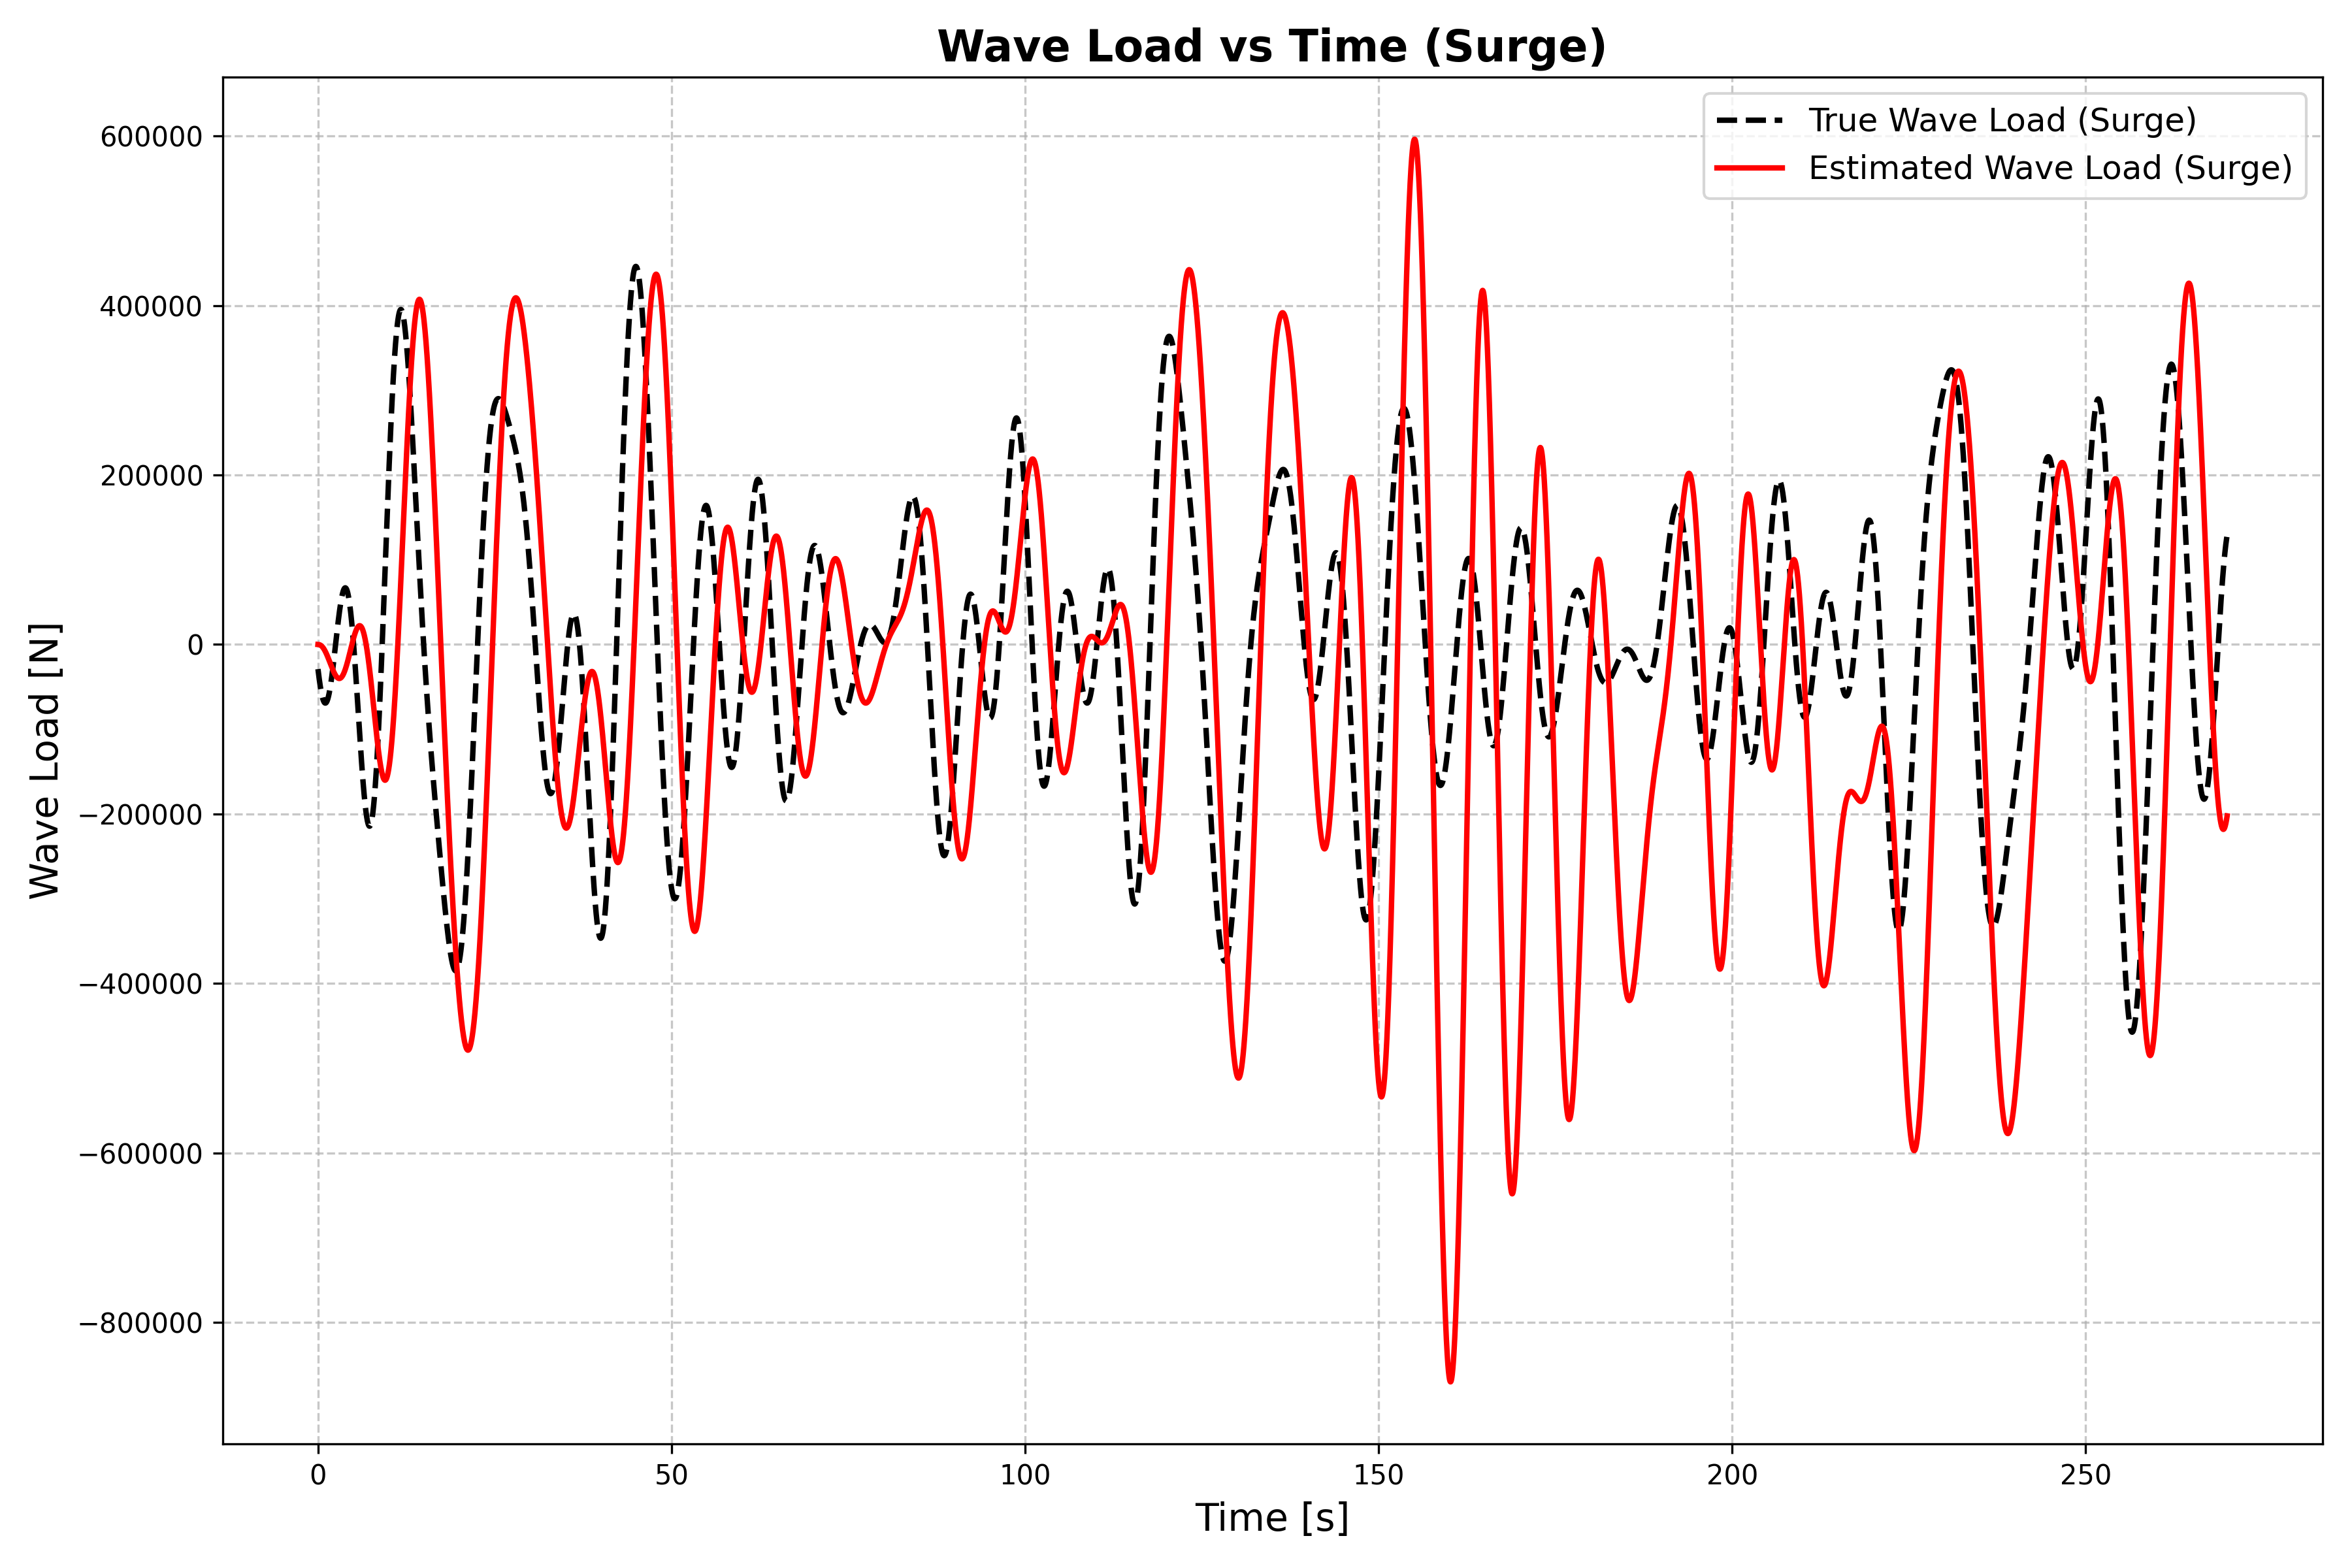 Wave Load vs Time (Surge)
True Wave Load (Surge)
Estimated Wave Load (Surge)
Wave Load [N]
600000
400000
200000
0
−200000
−400000
−600000
−800000
0 50 100 150 200 250
Time [s]